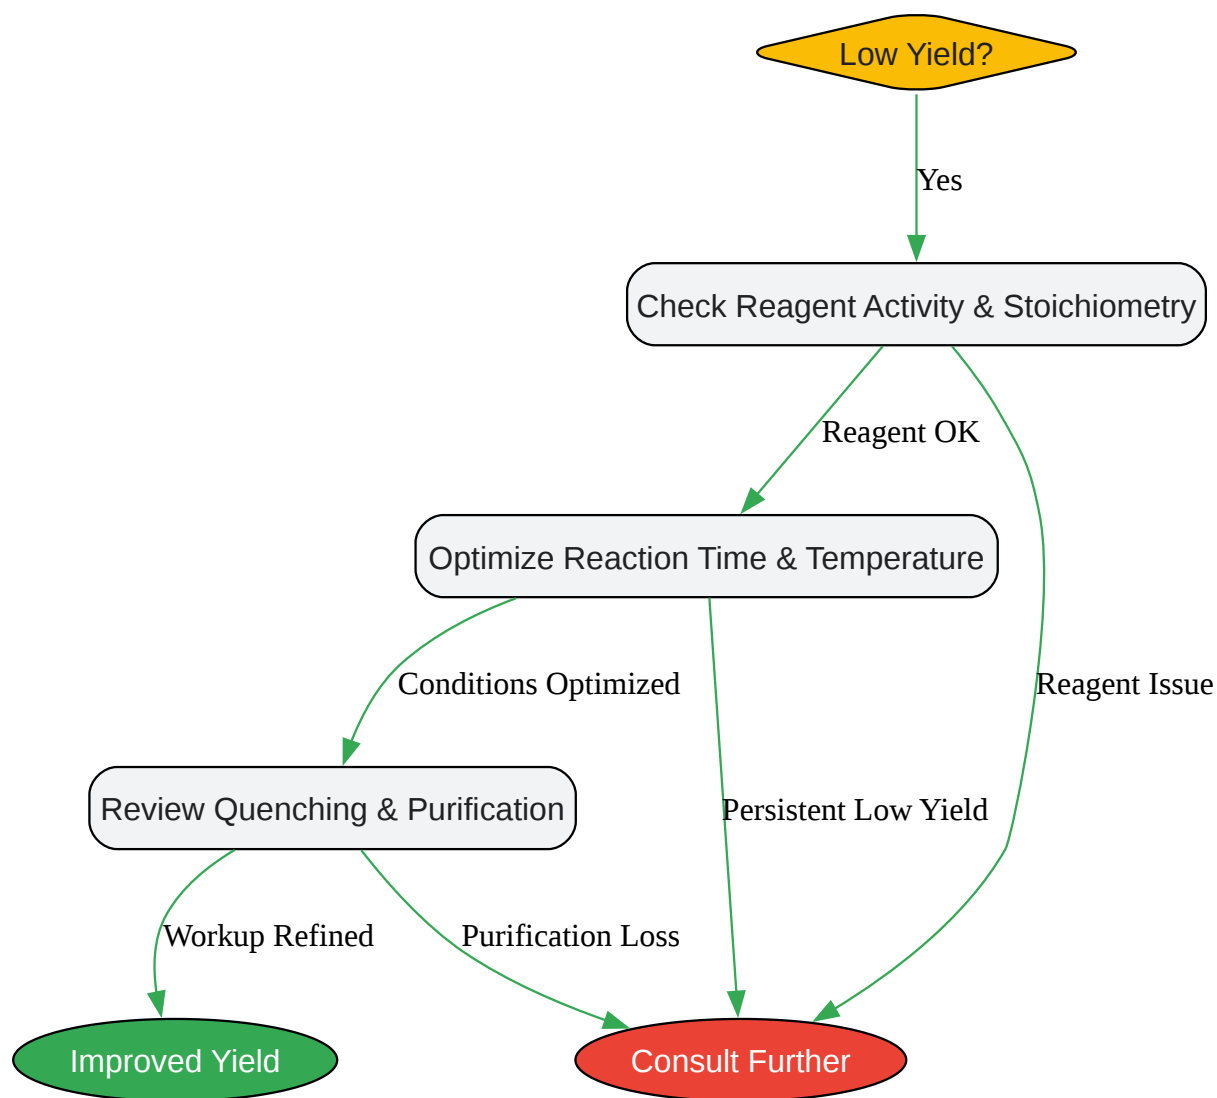 Low Yield?
Yes
Check Reagent Activity & Stoichiometry
Reagent OK
Optimize Reaction Time & Temperature
Conditions Optimized
Reagent Issue
Review Quenching & Purification
Persistent Low Yield
Workup Refined
Purification Loss
Improved Yield
Consult Further